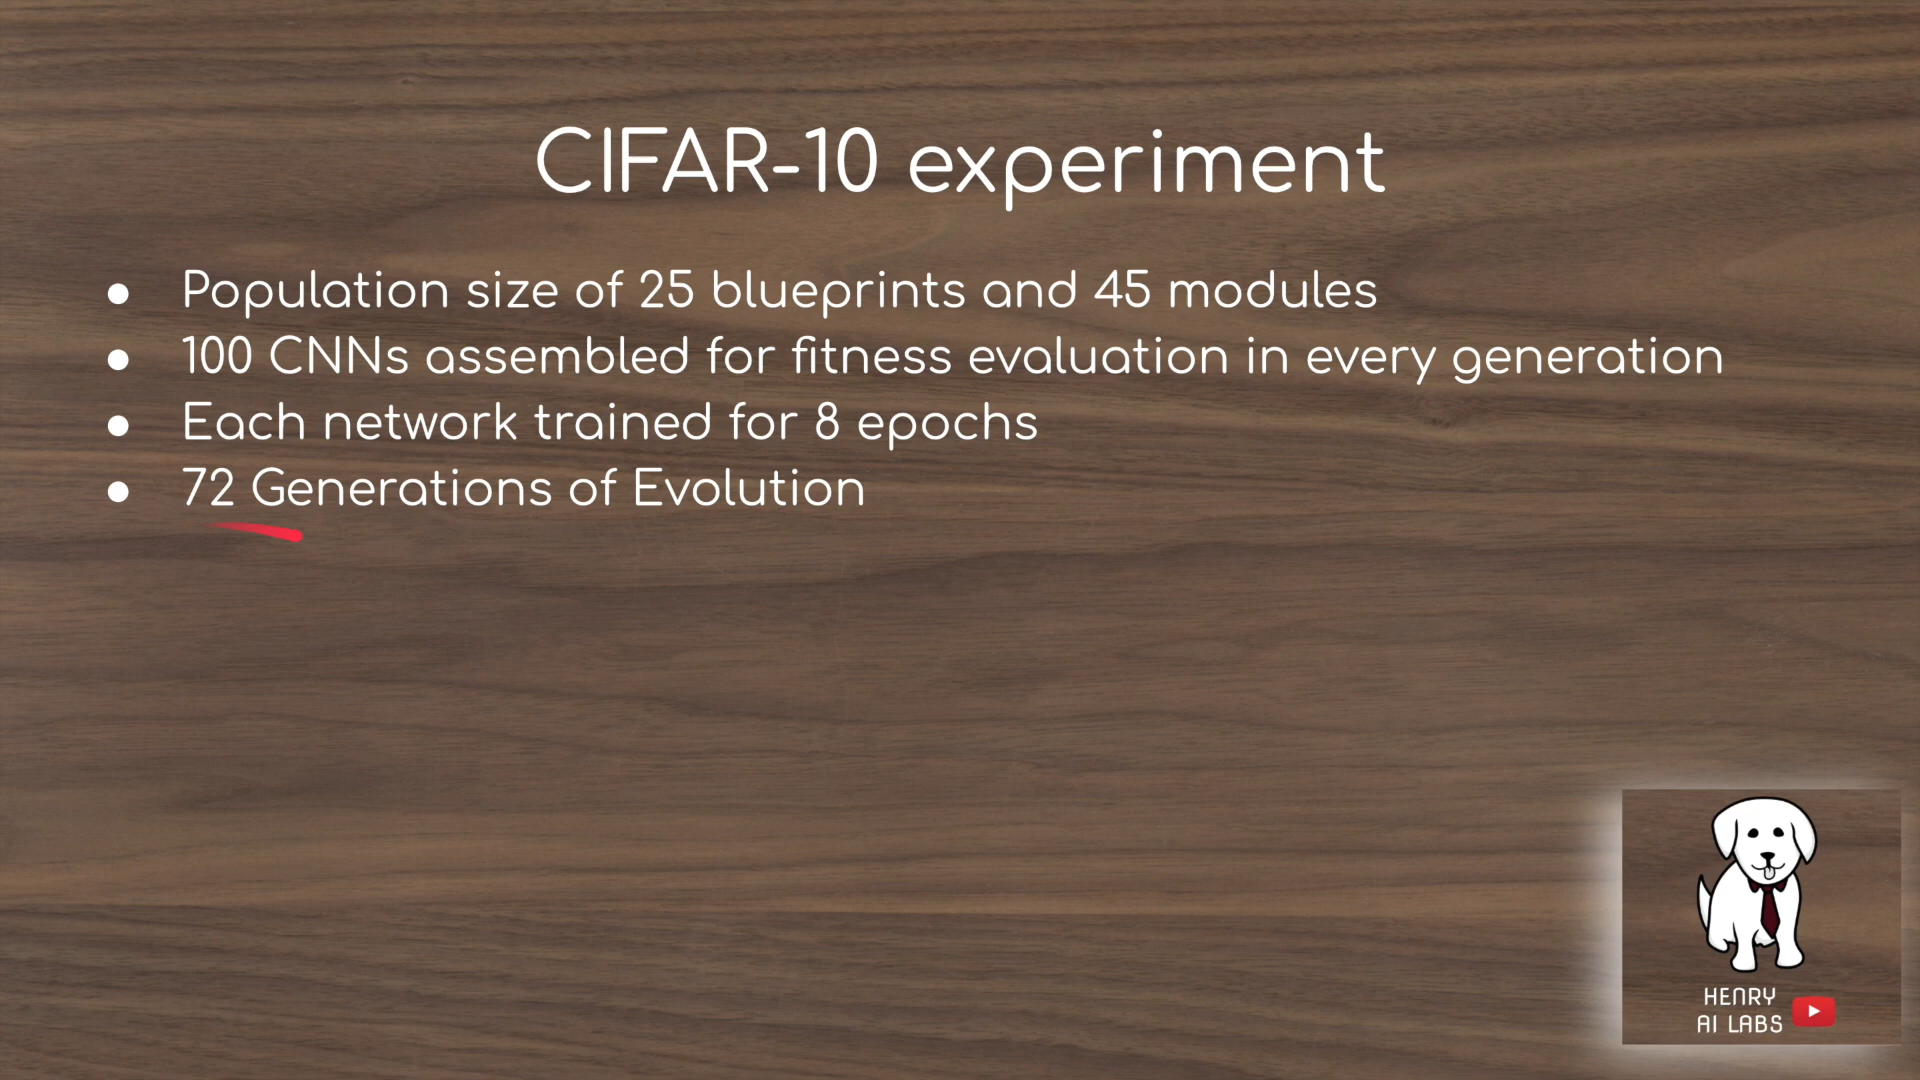 CIFAR-10 experiment
● Population size of 25 blueprints and 45 modules
● 100 CNNs assembled for fitness evaluation in every generation
● Each network trained for 8 epochs
● 72 Generations of Evolution
HENRY
AI LABS